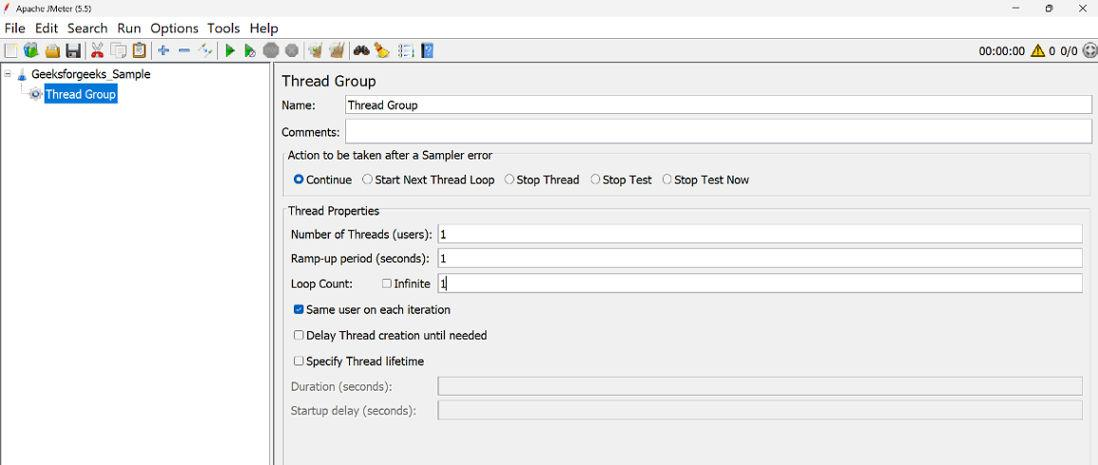 Apache JMeter (5.5)
File Edit Search Run Options Tools Help
00:00:00 0 0/0
Geeksforgeeks_Sample
Thread Group
Thread Group
Name: Thread Group
Comments:
Action to be taken after a Sampler error
Continue Start Next Thread Loop Stop Thread Stop Test Stop Test Now
Thread Properties
Number of Threads (users): 1
Ramp-up period (seconds): 1
Loop Count: Infinite 1
Same user on each iteration
Delay Thread creation until needed
Specify Thread lifetime
Duration (seconds):
Startup delay (seconds):